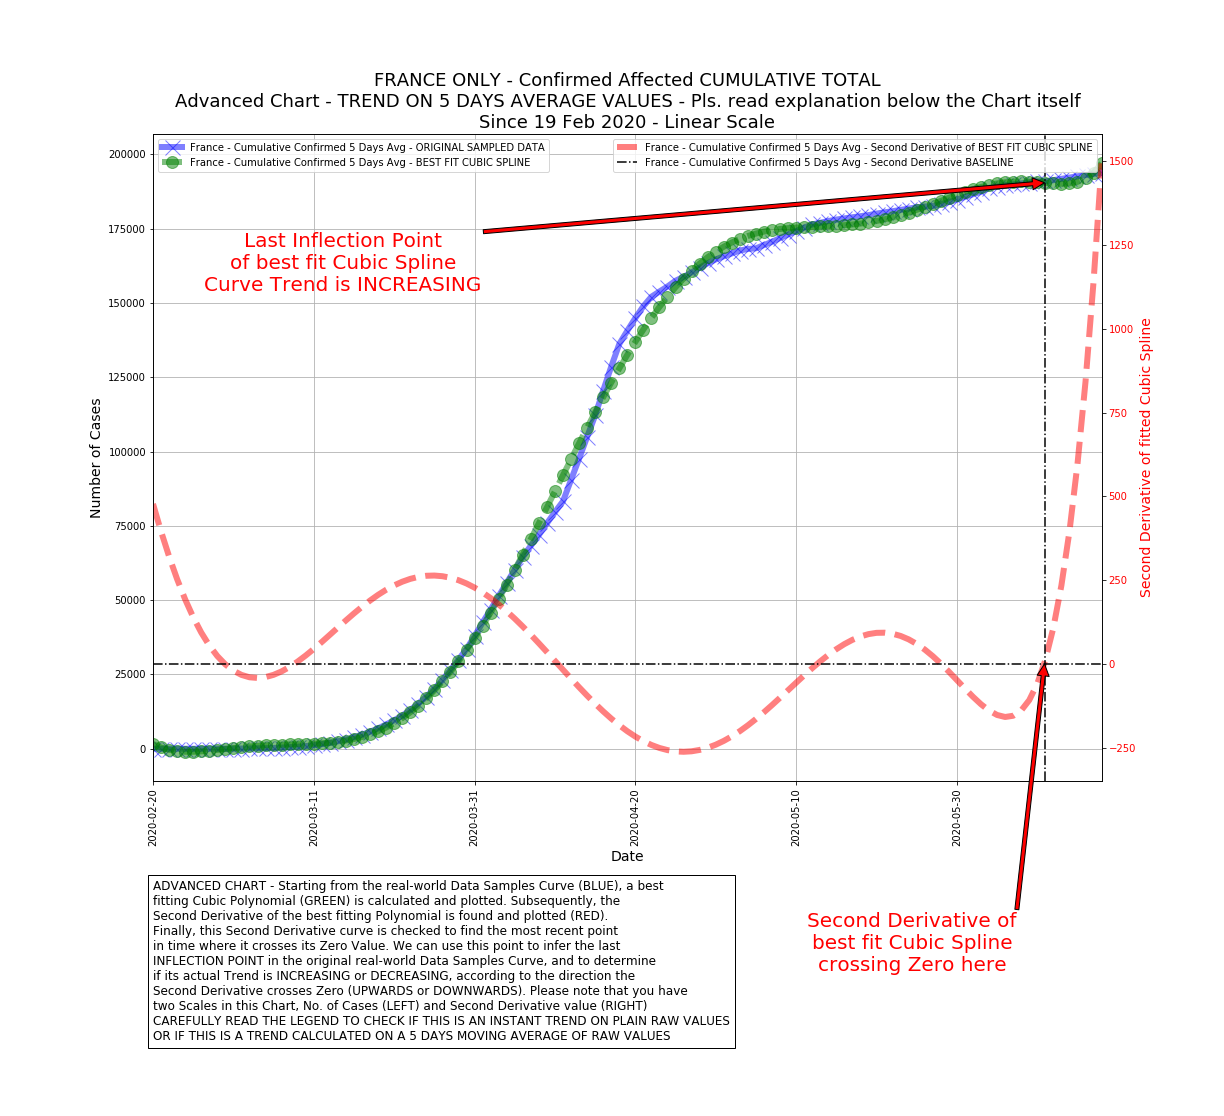 FRANCE ONLY - Confirmed Affected CUMULATIVE TOTAL
Advanced Chart - TREND ON 5 DAYS AVERAGE VALUES - Pls. read explanation below the Chart itself
Since 19 Feb 2020 - Linear Scale
France - Cumulative Confirmed 5 Days Avg - ORIGINAL SAMPLED DATA
France - Cumulative Confirmed 5 Days Avg - BEST FIT CUBIC SPLINE
France - Cumulative Confirmed 5 Days Avg - Second Derivative of BEST FIT CUBIC SPLINE
France - Cumulative Confirmed 5 Days Avg - Second Derivative BASELINE
Last Inflection Point
of best fit Cubic Spline
Curve Trend is INCREASING
Number of Cases
200000
175000
150000
125000
100000
75000
50000
25000
0
1500
1250
1000
750
500
250
0
−250
Second Derivative of fitted Cubic Spline
2020-02-20
2020-03-11
2020-03-31
2020-04-20
2020-05-10
2020-05-30
Date
ADVANCED CHART - Starting from the real-world Data Samples Curve (BLUE), a best
fitting Cubic Polynomial (GREEN) is calculated and plotted. Subsequently, the
Second Derivative of the best fitting Polynomial is found and plotted (RED).
Finally, this Second Derivative curve is checked to find the most recent point
in time where it crosses its Zero Value. We can use this point to infer the last
INFLECTION POINT in the original real-world Data Samples Curve, and to determine
if its actual Trend is INCREASING or DECREASING, according to the direction the
Second Derivative crosses Zero (UPWARDS or DOWNWARDS). Please note that you have
two Scales in this Chart, No. of Cases (LEFT) and Second Derivative value (RIGHT)
CAREFULLY READ THE LEGEND TO CHECK IF THIS IS AN INSTANT TREND ON PLAIN RAW VALUES
OR IF THIS IS A TREND CALCULATED ON A 5 DAYS MOVING AVERAGE OF RAW VALUES
Second Derivative of
best fit Cubic Spline
crossing Zero here